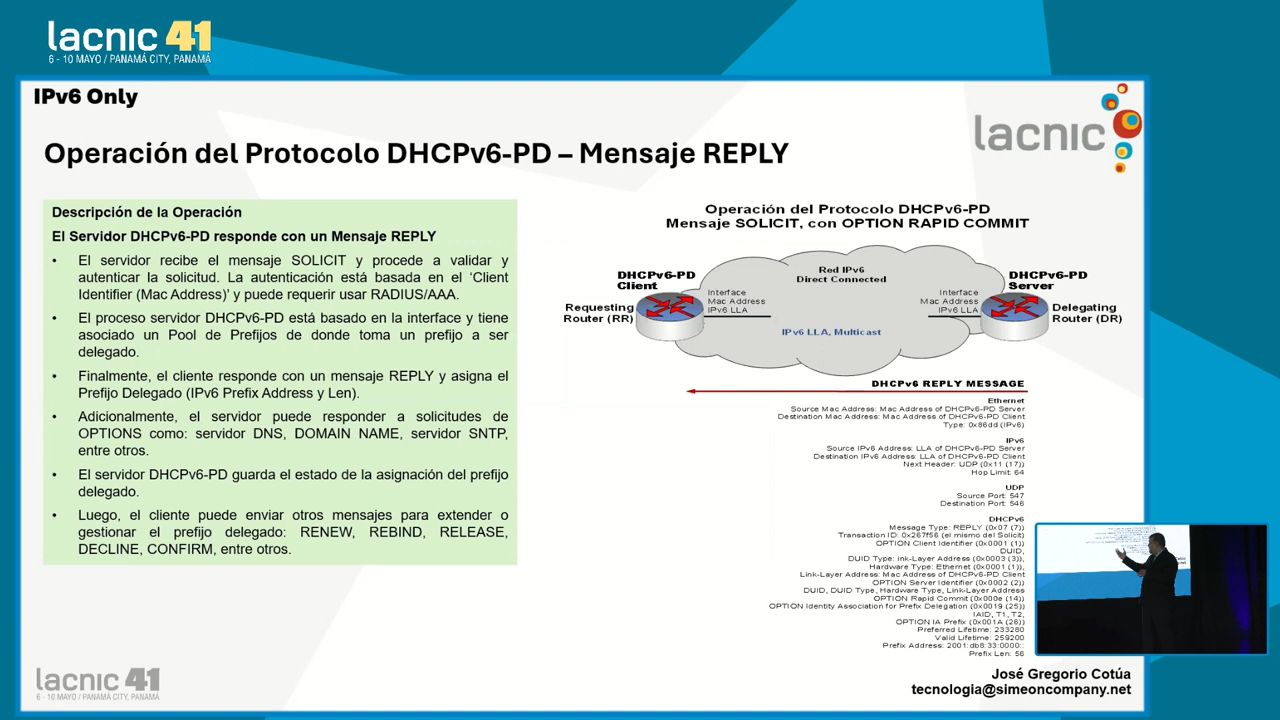 lacnic 41
6 - 10 MAYO / PANAMÁ CITY, PANAMÁ
IPv6 Only
lacnic
Operación del Protocolo DHCPv6-PD – Mensaje REPLY
Descripción de la Operación
El Servidor DHCPv6-PD responde con un Mensaje REPLY
• El servidor recibe el mensaje SOLICIT y procede a validar y
autenticar la solicitud. La autenticación está basada en el ‘Client
Identifier (Mac Address)’ y puede requerir usar RADIUS/AAA.
• El proceso servidor DHCPv6-PD está basado en la interface y tiene
asociado un Pool de Prefijos de donde toma un prefijo a ser
delegado.
• Finalmente, el cliente responde con un mensaje REPLY y asigna el
Prefijo Delegado (IPv6 Prefix Address y Len).
• Adicionalmente, el servidor puede responder a solicitudes de
OPTIONS como: servidor DNS, DOMAIN NAME, servidor SNTP,
entre otros.
• El servidor DHCPv6-PD guarda el estado de la asignación del prefijo
delegado.
• Luego, el cliente puede enviar otros mensajes para extender o
gestionar el prefijo delegado: RENEW, REBIND, RELEASE,
DECLINE, CONFIRM, entre otros.
Operación del Protocolo DHCPv6-PD
Mensaje SOLICIT, con OPTION RAPID COMMIT
DHCPv6-PD
Client
Requesting
Router (RR)
Interface
Mac Address
IPv6 LLA
Red IPv6
Direct Connected
IPv6 LLA, Multicast
Interface
Mac Address
IPv6 LLA
DHCPv6-PD
Server
Delegating
Router (DR)
DHCPv6 REPLY MESSAGE
Ethernet
Source Mac Address: Mac Address of DHCPv6-PD Server
Destination Mac Address: Mac Address of DHCPv6-PD Client
Type: 0x86dd (IPv6)
IPv6
Source IPv6 Address: LLA of DHCPv6-PD Server
Destination IPv6 Address: LLA of DHCPv6-PD Client
Next Header: UDP (0x11 (17))
Hop Limit: 64
UDP
Source Port: 547
Destination Port: 546
DHCPv6
Message Type: REPLY (0x07 (7))
Transaction ID: 0x267f56 (el mismo del Solicit)
OPTION Client Identifier (0x0001 (1))
DUID,
DUID Type: ink-Layer Address (0x0003 (3)),
Hardware Type: Ethernet (0x0001 (1)),
Link-Layer Address: Mac Address of DHCPv6-PD Client
OPTION Server Identifier (0x0002 (2))
DUID, DUID Type, Hardware Type, Link-Layer Address
OPTION Rapid Commit (0x000e (14))
OPTION Identity Association for Prefix Delegation (0x0019 (25))
IAID, T1, T2,
OPTION IA Prefix (0x001A (26))
Preferred Lifetime: 233280
Valid Lifetime: 259200
Prefix Address: 2001:db8:33:0000::
Prefix Len: 56
lacnic 41
6 - 10 MAYO / PANAMÁ CITY, PANAMÁ
José Gregorio Cotúa
tecnologia@simeoncompany.net